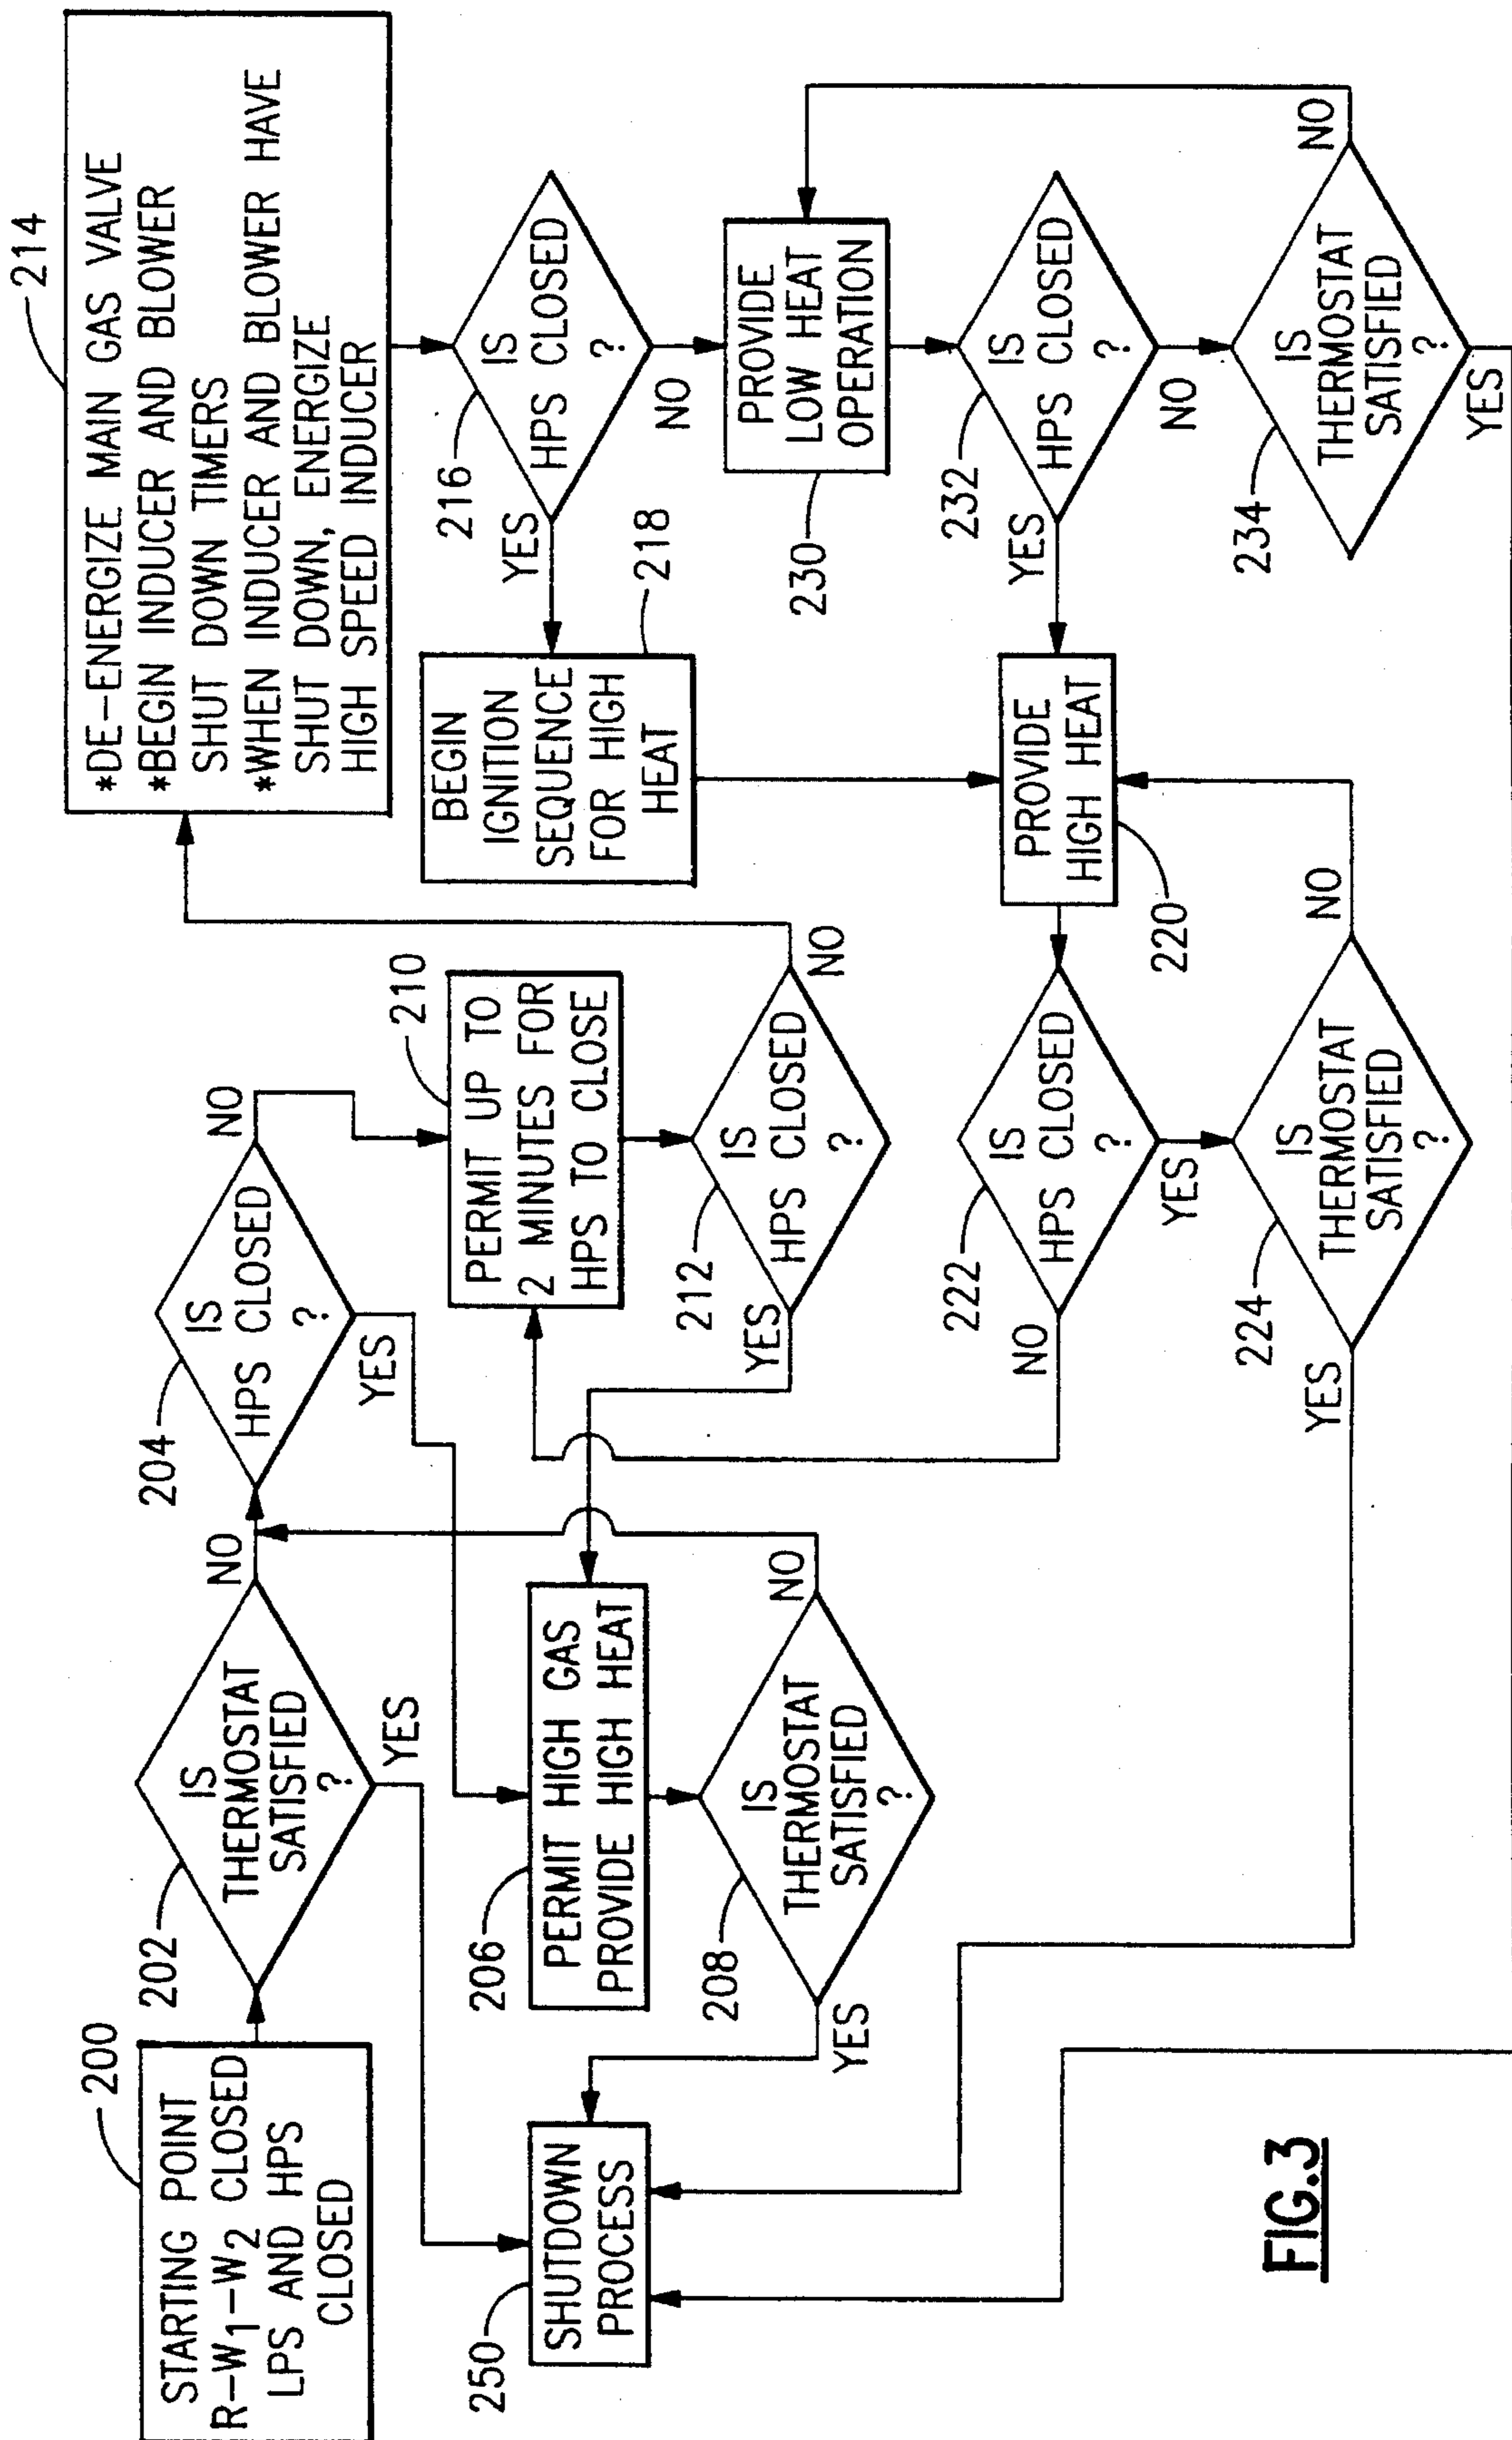 200
STARTING POINT
R-W1-W2 CLOSED
LPS AND HPS
CLOSED
202
IS
THERMOSTAT
SATISFIED
?
NO
YES
204
IS
HPS CLOSED
?
NO
YES
206
PERMIT HIGH GAS
PROVIDE HIGH HEAT
208
IS
THERMOSTAT
SATISFIED
?
NO
YES
250
SHUTDOWN
PROCESS
210
PERMIT UP TO
2 MINUTES FOR
HPS TO CLOSE
212
IS
HPS CLOSED
?
YES
NO
214
*DE-ENERGIZE MAIN GAS VALVE
*BEGIN INDUCER AND BLOWER
SHUT DOWN TIMERS
*WHEN INDUCER AND BLOWER HAVE
SHUT DOWN, ENERGIZE
HIGH SPEED INDUCER
216
IS
HPS CLOSED
?
YES
NO
218
BEGIN
IGNITION
SEQUENCE
FOR HIGH
HEAT
220
PROVIDE
HIGH HEAT
222
IS
HPS CLOSED
?
NO
YES
224
IS
THERMOSTAT
SATISFIED
?
YES
NO
230
PROVIDE
LOW HEAT
OPERATION
232
IS
HPS CLOSED
?
YES
NO
234
IS
THERMOSTAT
SATISFIED
?
NO
YES
FIG.3